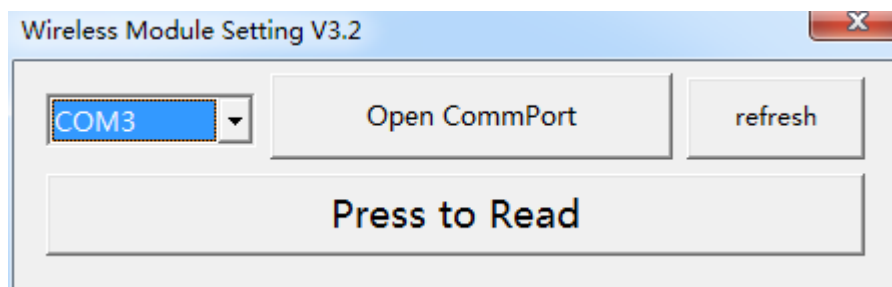 Wireless Module Setting V3.2
COM3
Open CommPort
refresh
Press to Read